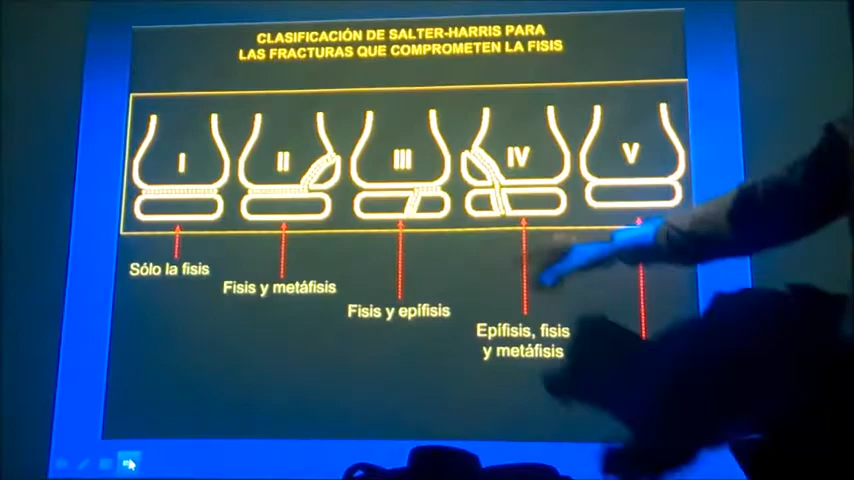 CLASIFICACIÓN DE SALTER-HARRIS PARA
LAS FRACTURAS QUE COMPROMETEN LA FISIS
I II III IV V
Sólo la fisis
Fisis y metáfisis
Fisis y epífisis
Epífisis, fisis
y metáfisis